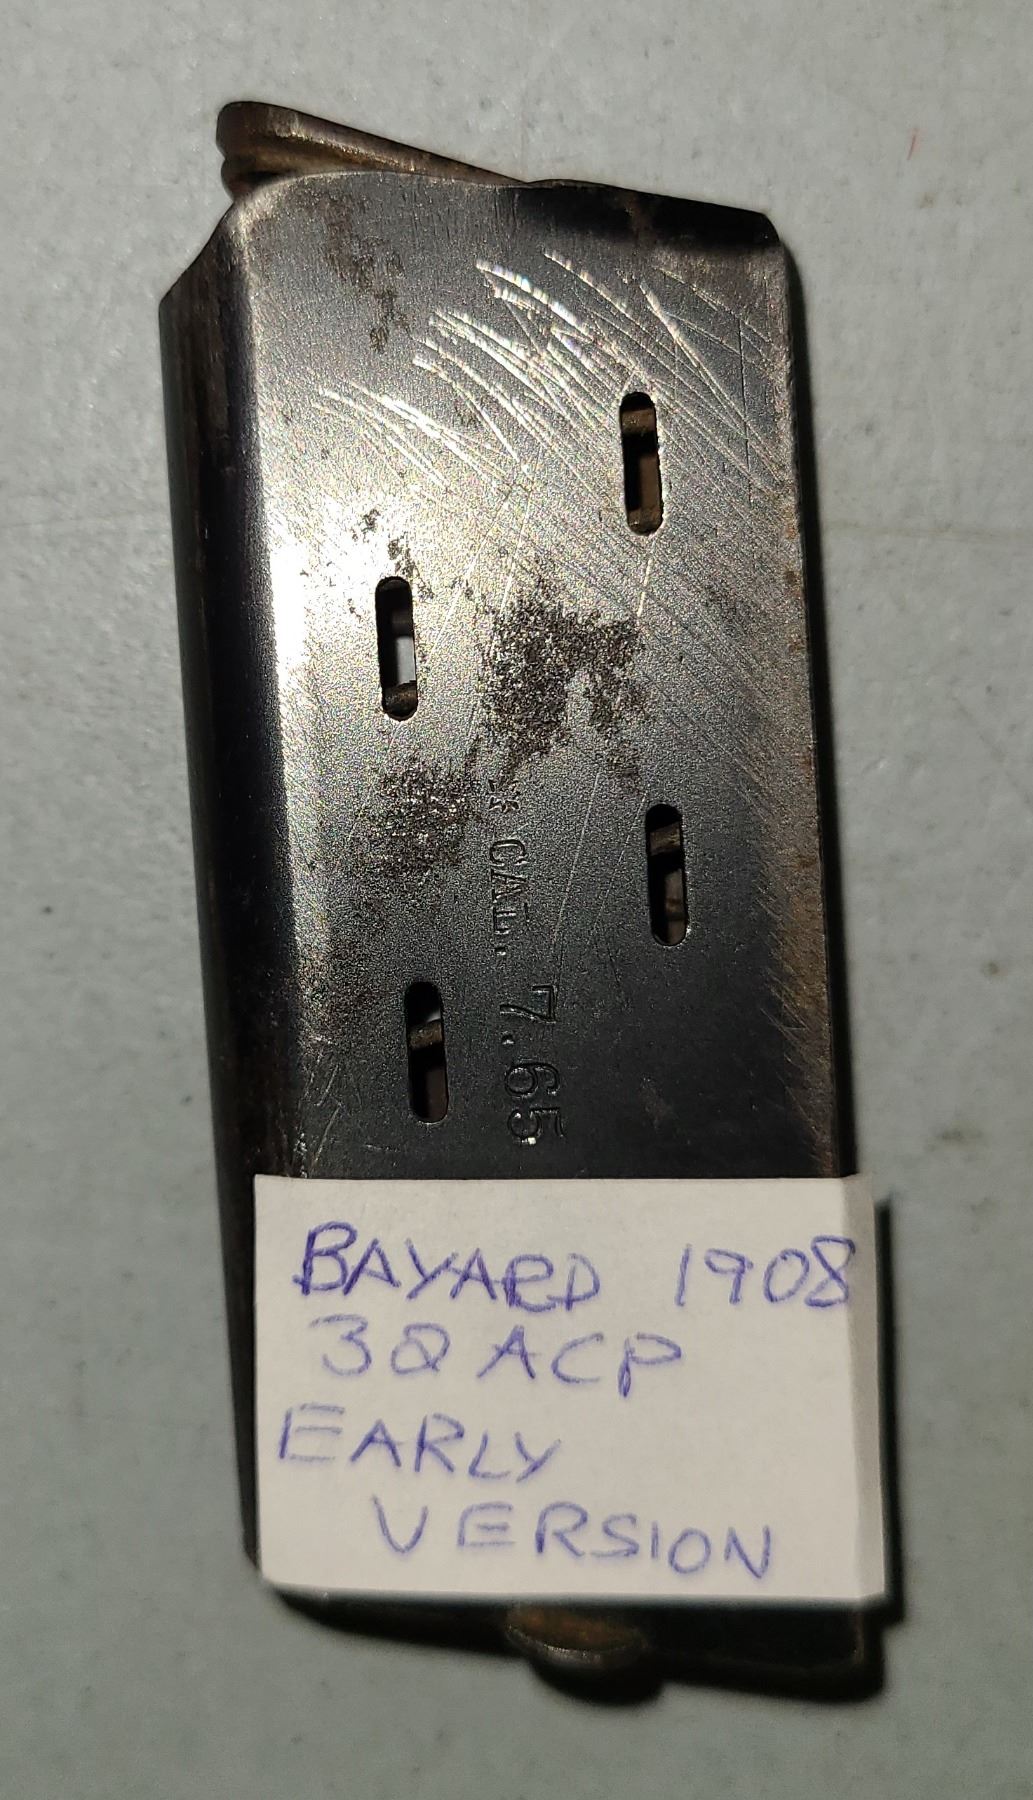 CAL. 7.65
BAYARD 1908
32 ACP
EARLY
VERSION